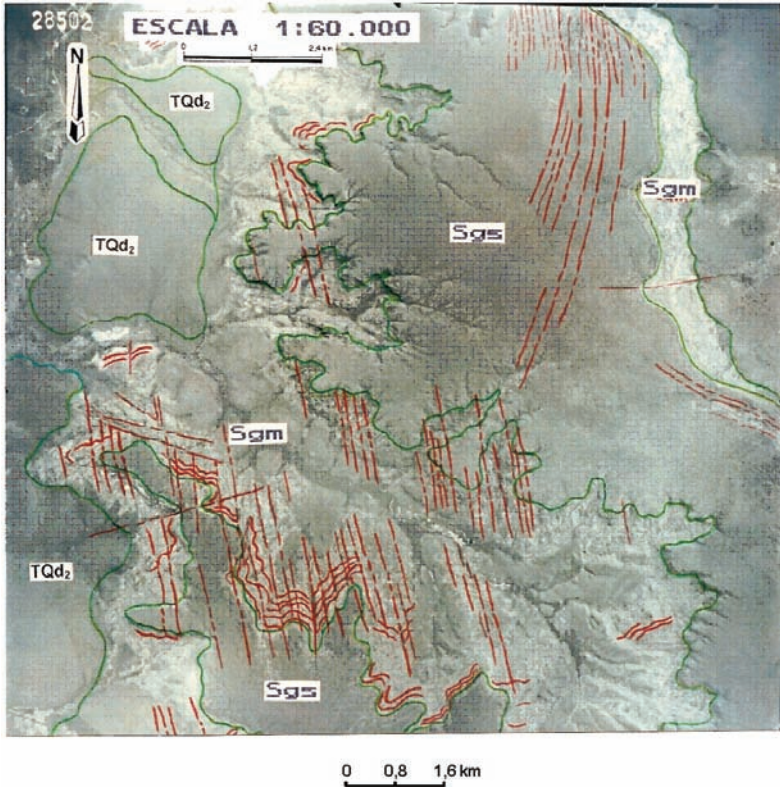 28502
ESCALA 1:60.000
0 1,2 2,4 km
N
TQd₂
Sgm
TQd₂
Sgs
Sgm
TQd₂
Sgs
0 0,8 1,6 km